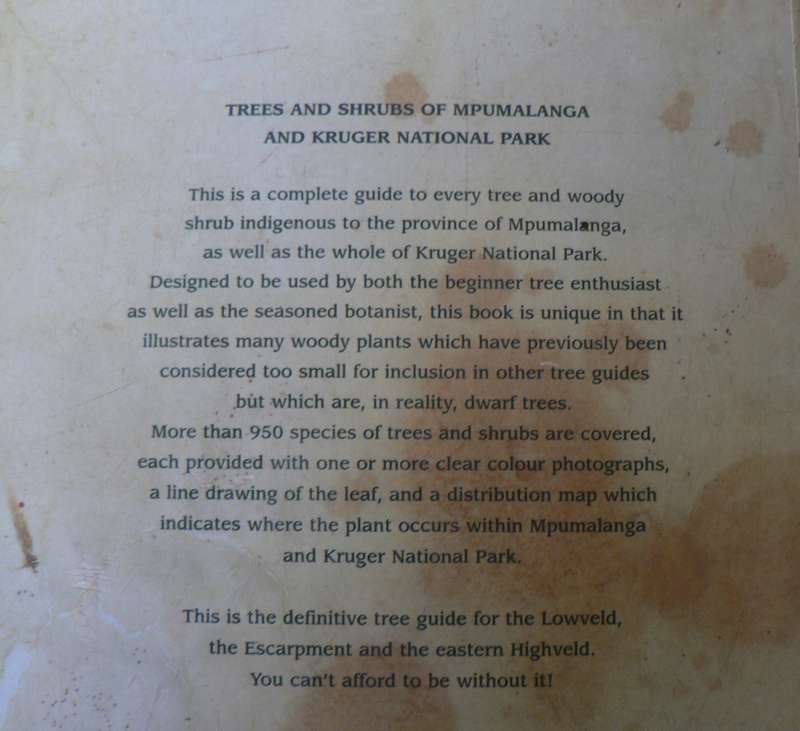 TREES AND SHRUBS OF MPUMALANGA
AND KRUGER NATIONAL PARK
This is a complete guide to every tree and woody
shrub indigenous to the province of Mpumalanga,
as well as the whole of Kruger National Park.
Designed to be used by both the beginner tree enthusiast
as well as the seasoned botanist, this book is unique in that it
illustrates many woody plants which have previously been
considered too small for inclusion in other tree guides
but which are, in reality, dwarf trees.
More than 950 species of trees and shrubs are covered,
each provided with one or more clear colour photographs,
a line drawing of the leaf, and a distribution map which
indicates where the plant occurs within Mpumalanga
and Kruger National Park.
This is the definitive tree guide for the Lowveld,
the Escarpment and the eastern Highveld.
You can't afford to be without it!